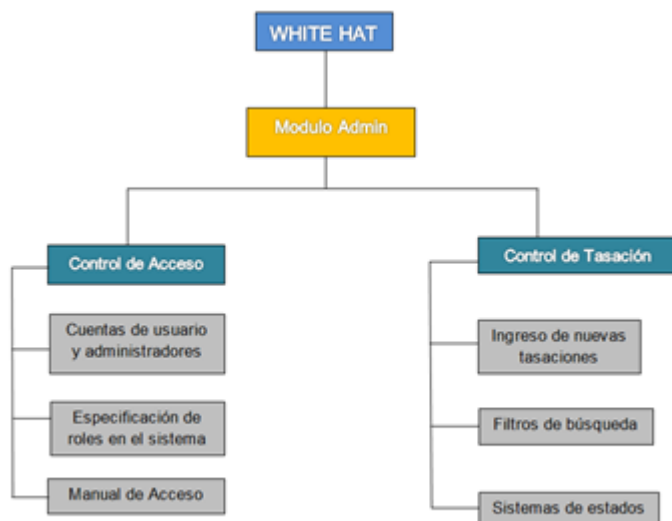 WHITE HAT
Modulo Admin
Control de Acceso
Cuentas de usuario
y administradores
Especificación de
roles en el sistema
Manual de Acceso
Control de Tasación
Ingreso de nuevas
tasaciones
Filtros de búsqueda
Sistemas de estados